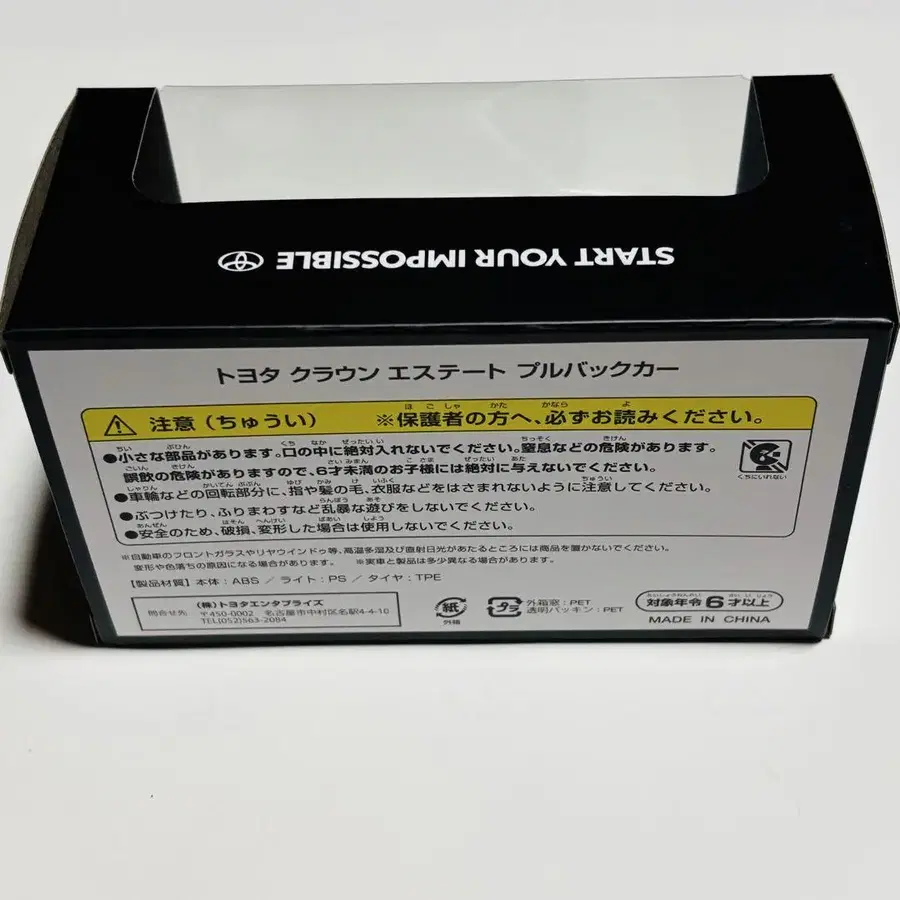 START YOUR IMPOSSIBLE
トヨタ クラウン エステート プルバックカー
注意（ちゅうい） ※保護者の方へ、必ずお読みください。
●小さな部品があります。口の中に絶対入れないでください。窒息などの危険があります。
誤飲の危険がありますので、6才未満のお子様には絶対に与えないでください。
●車輪などの回転部分に、指や髪の毛、衣服などをはさまれないように注意してください。
●ぶつけたり、ふりまわすなど乱暴な遊びをしないでください。
●安全のため、破損、変形した場合は使用しないでください。
くちにいれない
※自動車のフロントガラスやリヤウインドゥ等、高温多湿及び直射日光があたるところには商品を置かないでください。
変形や色落ちの原因になる場合があります。 ※実車と製品は多少異なる場合があります。
【製品材質】本体：ABS／ライト：PS／タイヤ：TPE
問合せ先
（株）トヨタエンタプライズ
〒450-0002 名古屋市中村区名駅4-4-10
TEL(052)563-2084
紙
外箱
プラ
外箱窓：PET
透明パッキン：PET
対象年令6才以上
MADE IN CHINA